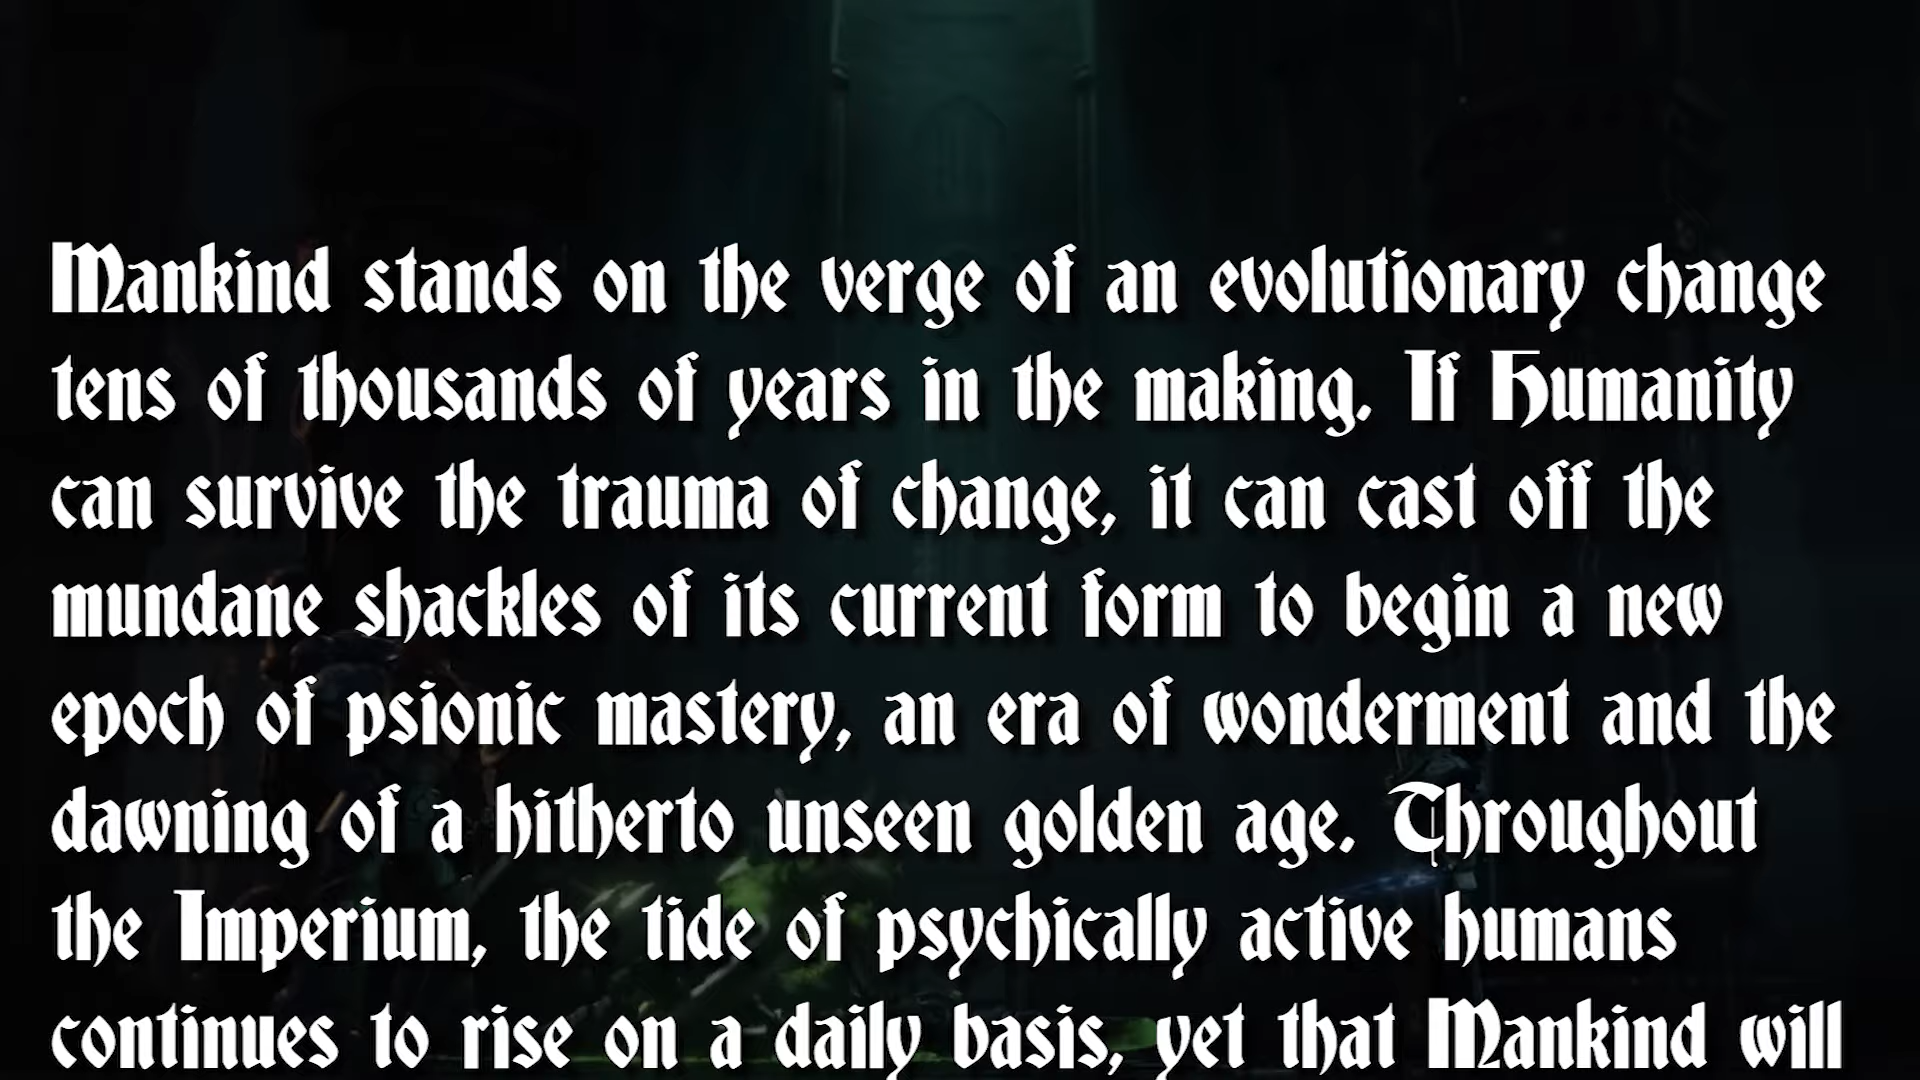 Mankind stands on the verge of an evolutionary change
tens of thousands of years in the making. If Humanity
can survive the trauma of change, it can cast off the
mundane shackles of its current form to begin a new
epoch of psionic mastery, an era of wonderment and the
dawning of a hitherto unseen golden age. Throughout
the Imperium, the tide of psychically active humans
continues to rise on a daily basis, yet that Mankind will